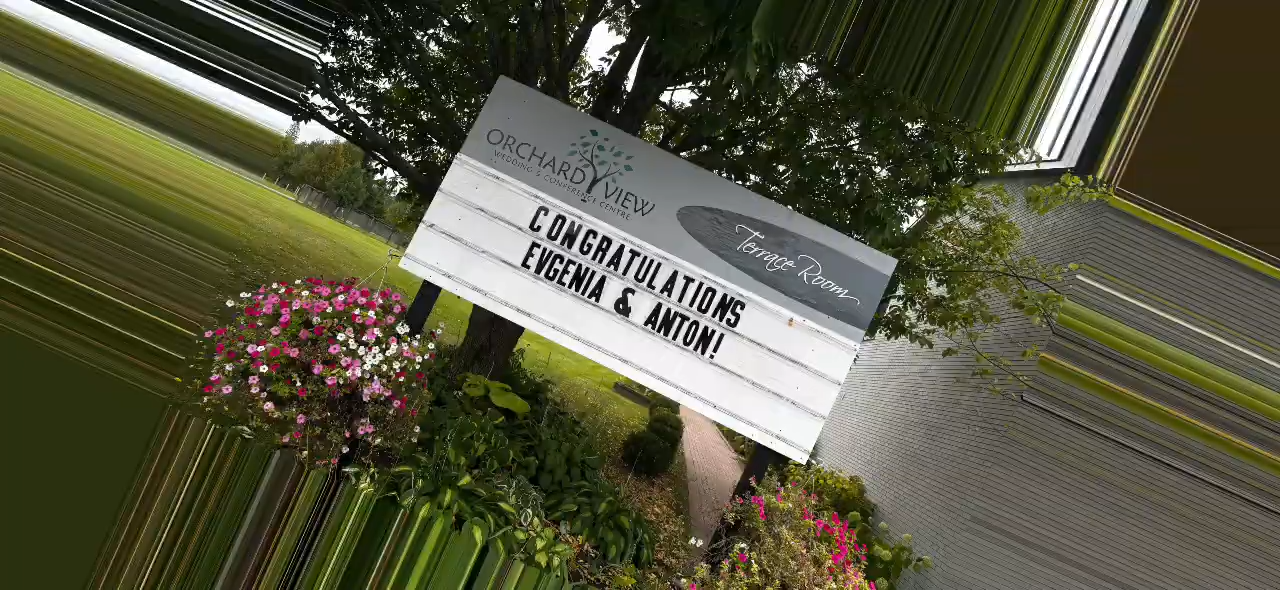 ORCHARD VIEW
WEDDING & CONFERENCE CENTRE
Terrace Room
CONGRATULATIONS
EVGENIA & ANTON!